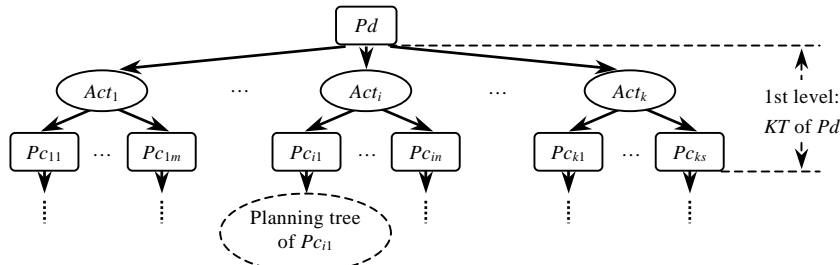 Pd
Act1 ... Acti ... Actk
1st level:
KT of Pd
Pc11 ... Pc1m Pci1 ... Pcin Pck1 ... Pcks
Planning tree
of Pci1